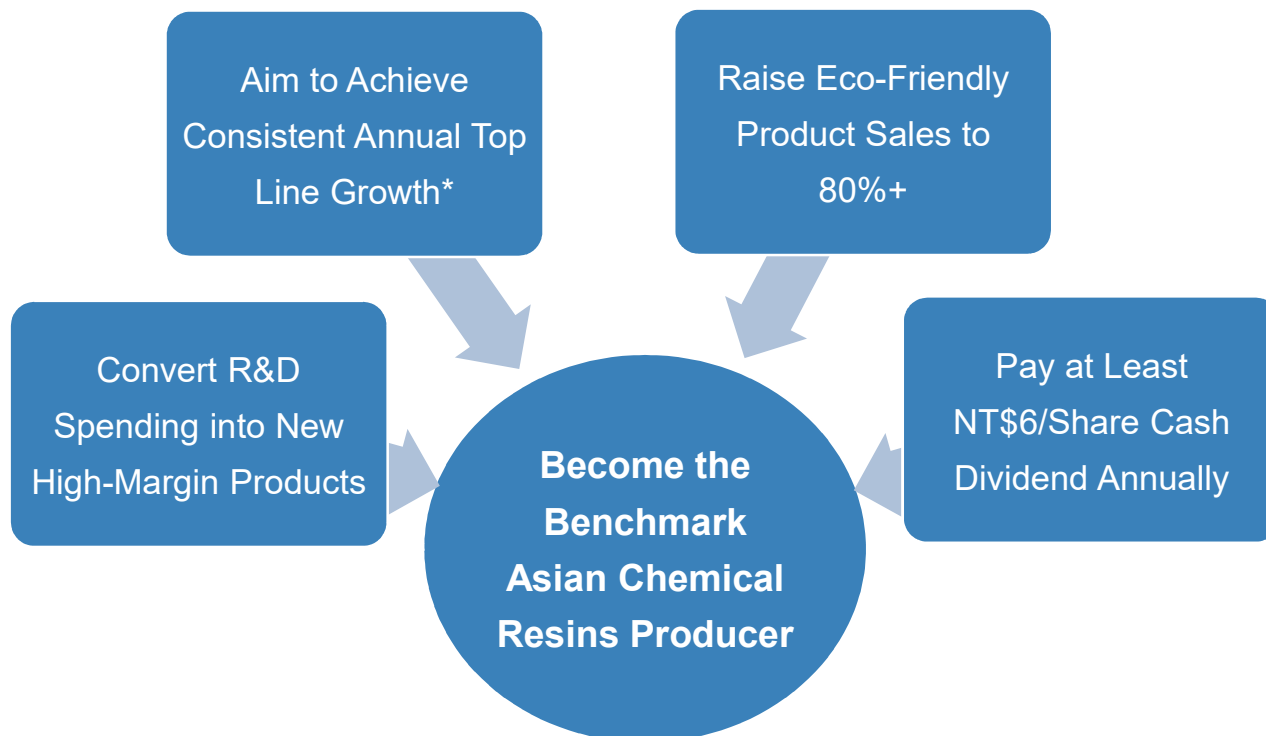 Aim to Achieve
Consistent Annual Top
Line Growth*
Raise Eco-Friendly
Product Sales to
80%+
Convert R&D
Spending into New
High-Margin Products
Pay at Least
NT$6/Share Cash
Dividend Annually
Become the
Benchmark
Asian Chemical
Resins Producer